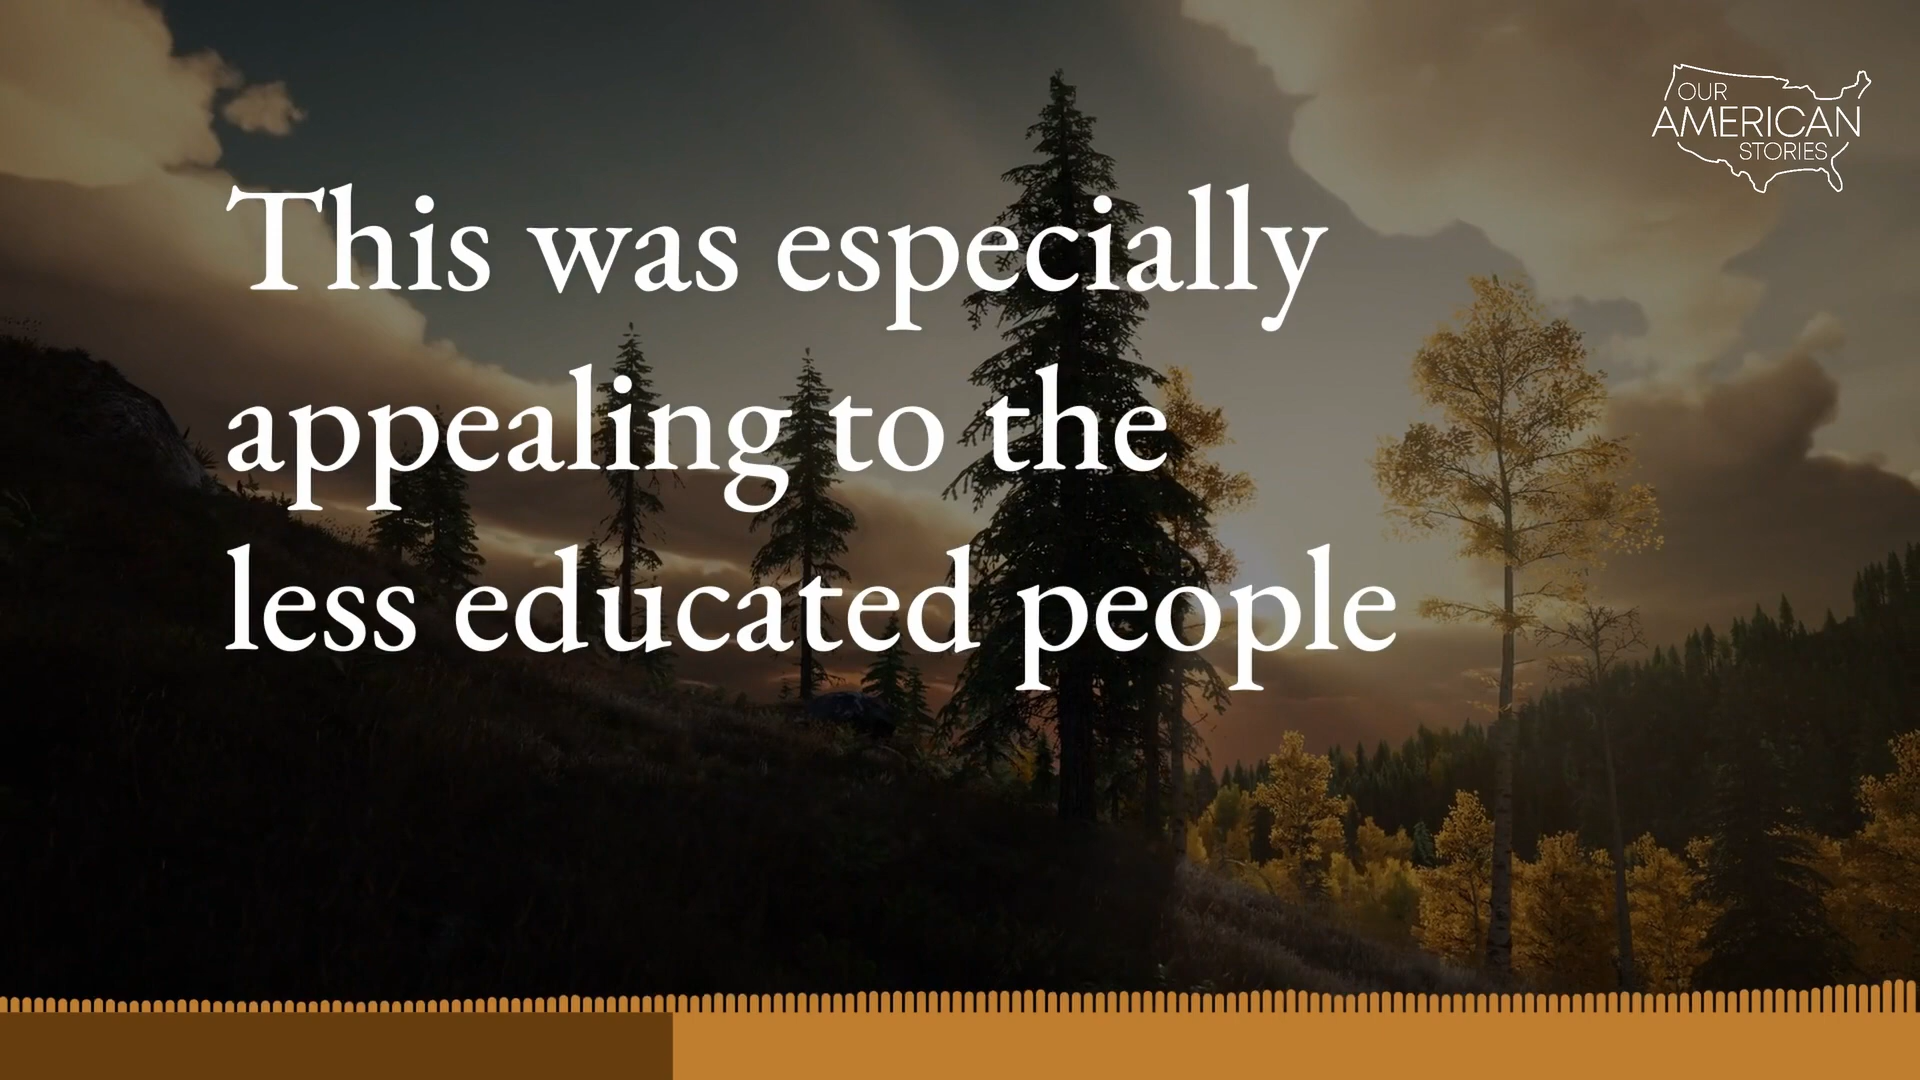 OUR
AMERICAN
STORIES
This was especially
appealing to the
less educated people